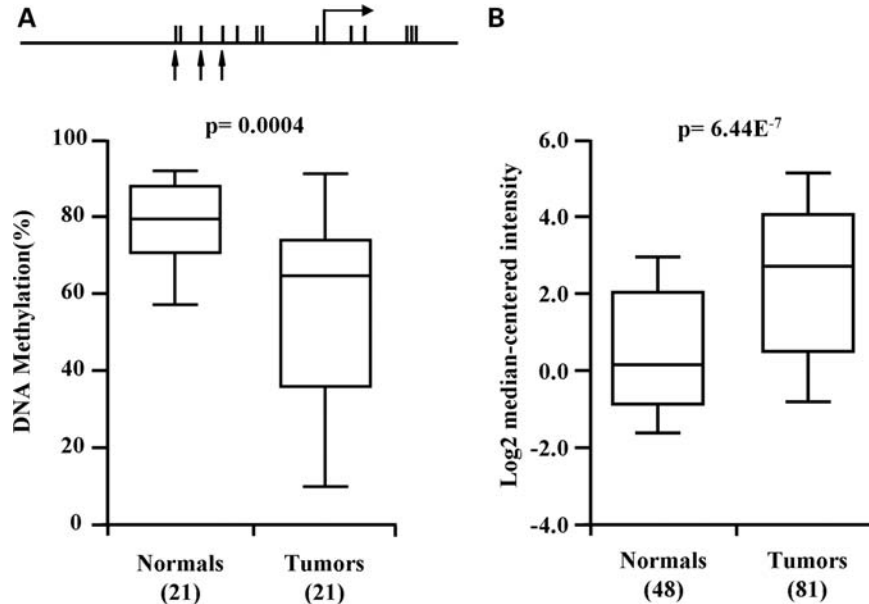 A
p= 0.0004
DNA Methylation(%)
100
80
60
40
20
0
Normals
(21)
Tumors
(21)
B
p= 6.44E-7
Log2 median-centered intensity
6.0
4.0
2.0
0.0
-2.0
-4.0
Normals
(48)
Tumors
(81)